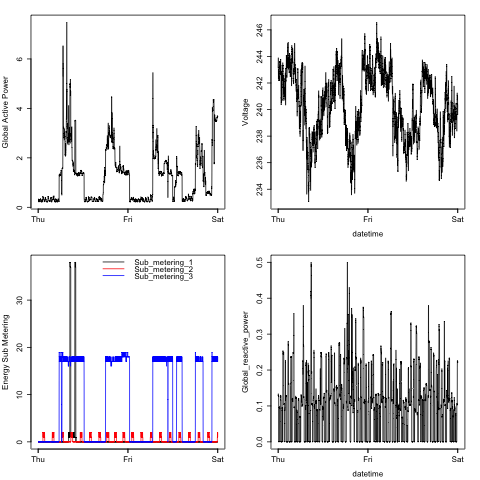 Global Active Power
0 2 4 6
Thu Fri Sat
Voltage
234 236 238 240 242 246
Thu Fri Sat
datetime
Energy Sub Metering
0 10 20 30
Sub_metering_1
Sub_metering_2
Sub_metering_3
Thu Fri Sat
Global_reactive_power
0.0 0.1 0.2 0.3 0.4 0.5
Thu Fri Sat
datetime